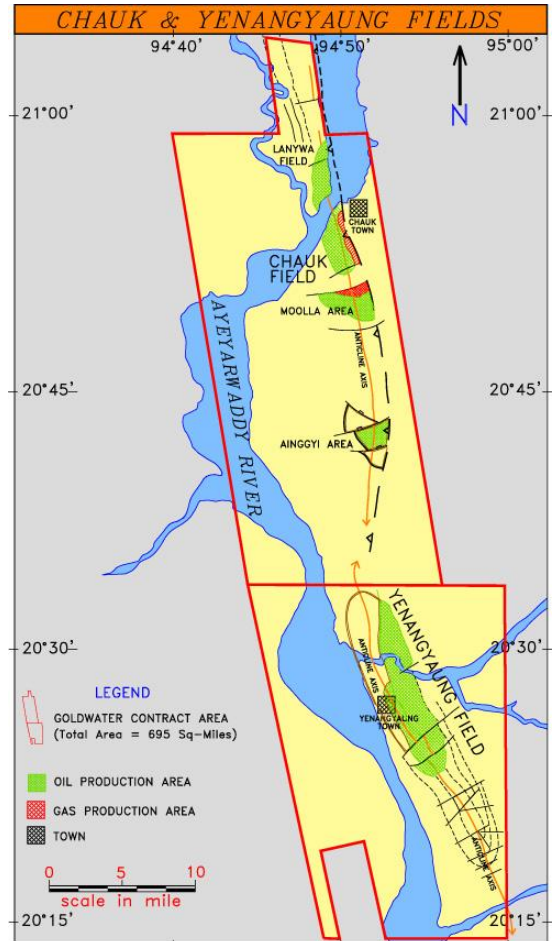 CHAUK & YENANGYAUNG FIELDS
94°40' 94°50' 95°00'
21°00' 21°00'
N
LANYWA
FIELD
CHAUK
TOWN
CHAUK
FIELD
MOOLLA AREA
ANTICLINE AXIS
AYEYARWADDY RIVER
20°45' 20°45'
AINGGYI AREA
20°30' 20°30'
YENANGYAUNG FIELD
ANTICLINE AXIS
YENANGYAUNG
TOWN
ANTICLINE AXIS
LEGEND
GOLDWATER CONTRACT AREA
(Total Area = 695 Sq-Miles)
OIL PRODUCTION AREA
GAS PRODUCTION AREA
TOWN
0 5 10
scale in mile
20°15' 20°15'